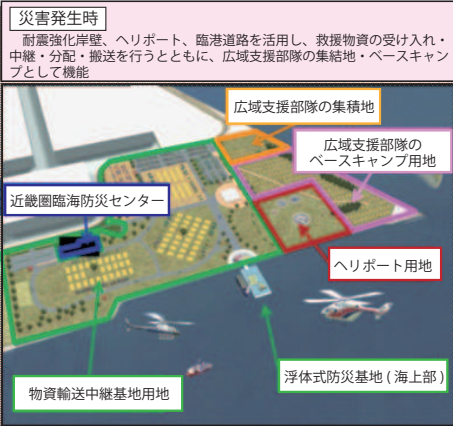 災害発生時
耐震強化岸壁、ヘリポート、臨港道路を活用し、救援物資の受け入れ・
中継・分配・搬送を行うとともに、広域支援部隊の集結地・ベースキャン
プとして機能
広域支援部隊の集積地
広域支援部隊の
ベースキャンプ用地
近畿圏臨海防災センター
ヘリポート用地
浮体式防災基地(海上部)
物資輸送中継基地用地